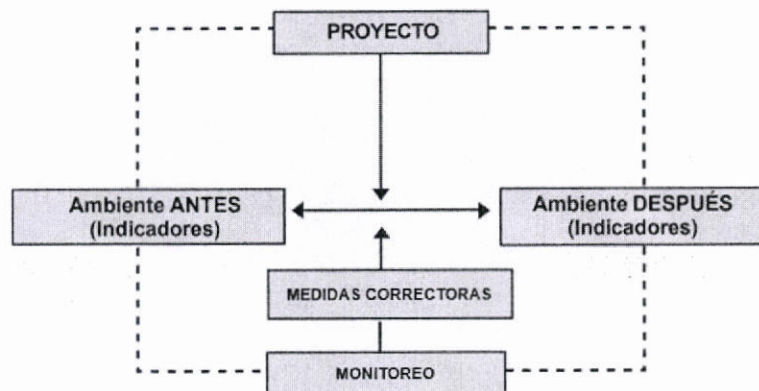 PROYECTO
Ambiente ANTES
(Indicadores)
Ambiente DESPUÉS
(Indicadores)
MEDIDAS CORRECTORAS
MONITOREO